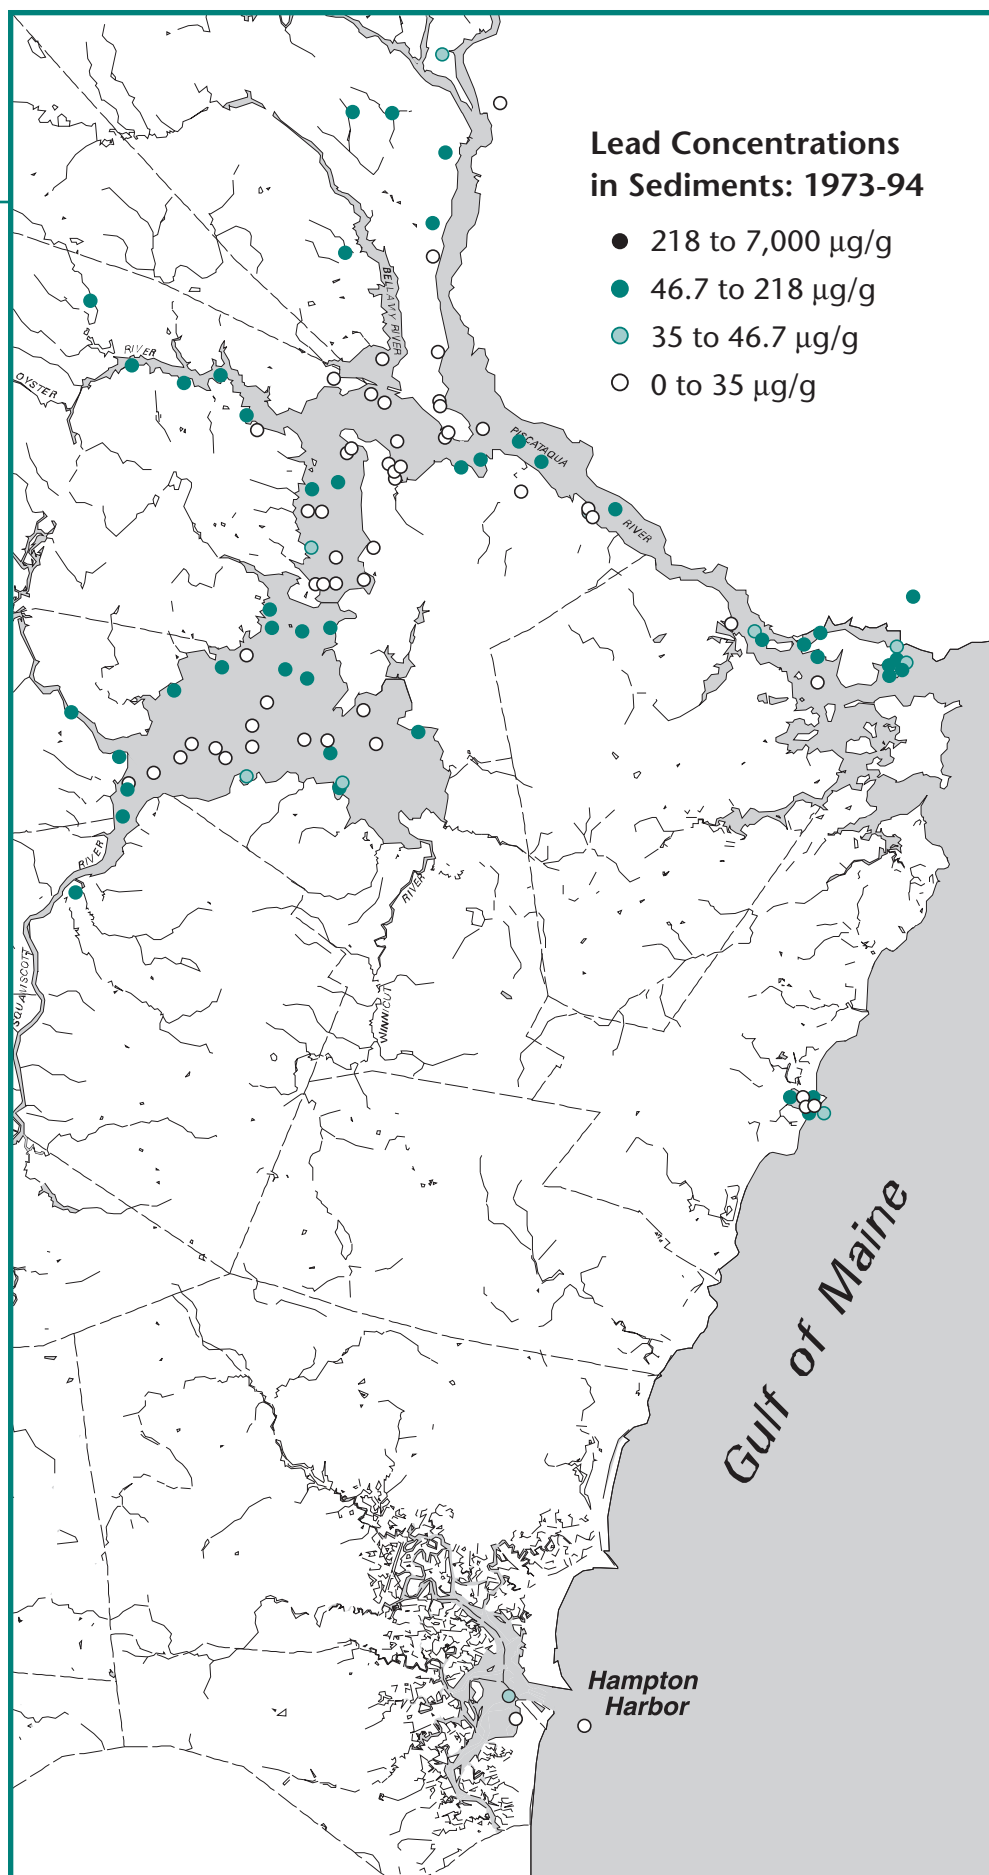 Lead Concentrations
in Sediments: 1973-94
218 to 7,000 µg/g
46.7 to 218 µg/g
35 to 46.7 µg/g
0 to 35 µg/g
BELLAMY RIVER
RIVER
OYSTER
PISCATAQUA
RIVER
RIVER
RIVER
SQUAMSCOTT
WINNICUT
Gulf of Maine
Hampton
Harbor